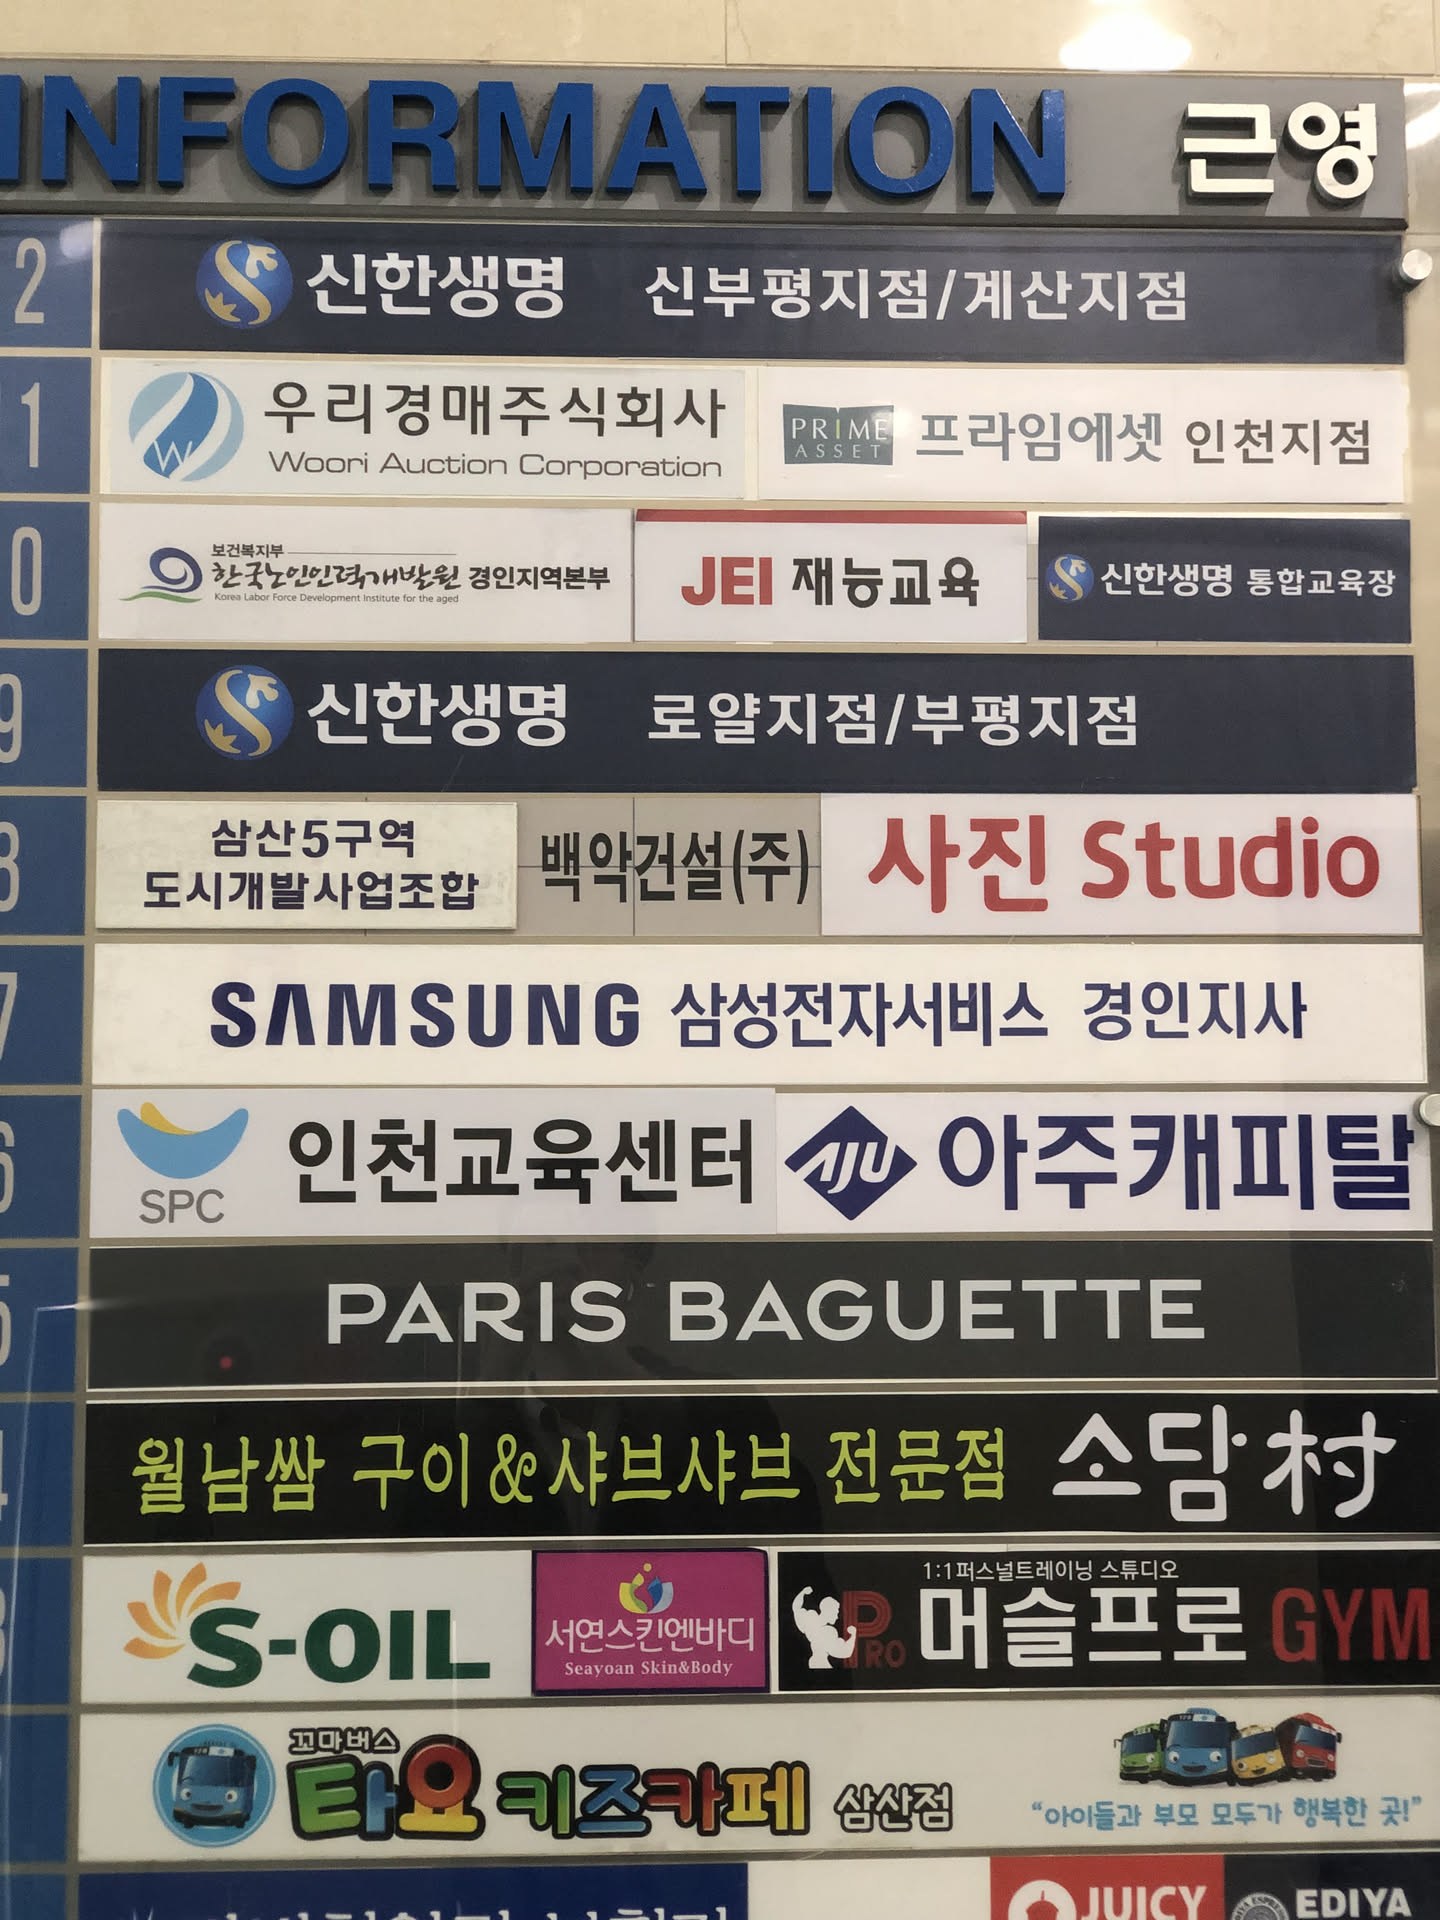 INFORMATION 근영
2 신한생명 신부평지점/계산지점
1 우리경매주식회사
Woori Auction Corporation
PRIME
ASSET
프라임에셋 인천지점
0 보건복지부
한국노인인력개발원 경인지역본부
Korea Labor Force Development Institute for the aged
JEI 재능교육
신한생명 통합교육장
9 신한생명 로얄지점/부평지점
8 삼산5구역
도시개발사업조합
백악건설(주)
사진 Studio
7 SAMSUNG 삼성전자서비스 경인지사
6 SPC 인천교육센터
AJU 아주캐피탈
5 PARIS BAGUETTE
4 월남쌈 구이&샤브샤브 전문점 소담村
3 S-OIL
서연스킨엔바디
Seayoan Skin&Body
1:1퍼스널트레이닝 스튜디오
PRO 머슬프로 GYM
꼬마버스
타요 키즈카페 삼산점
"아이들과 부모 모두가 행복한 곳!"
JUICY
EDIYA